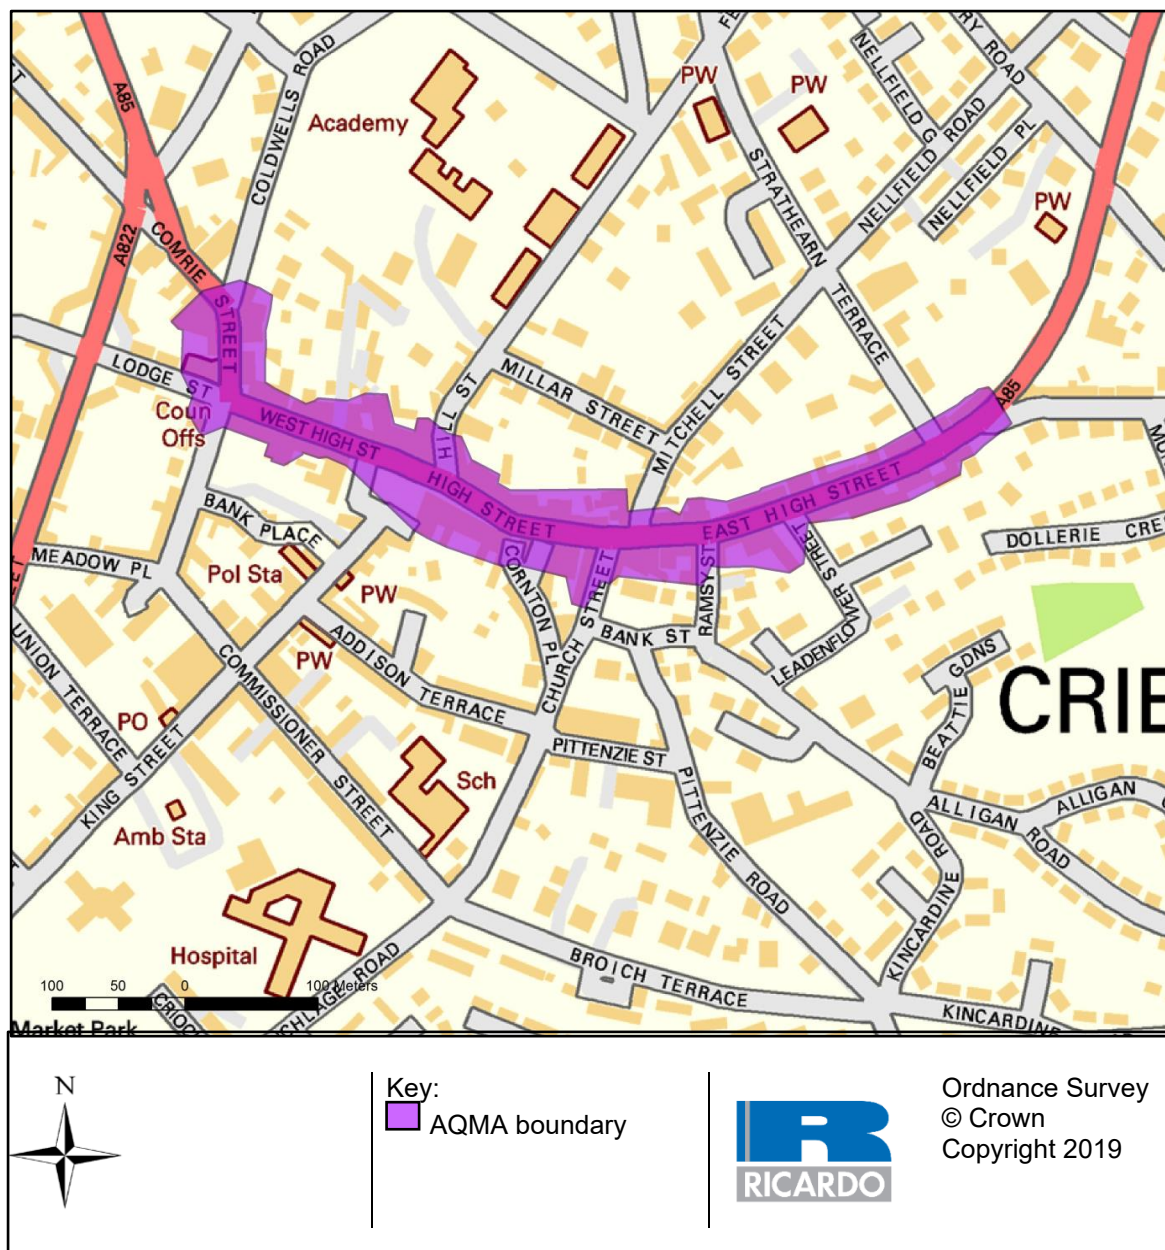 A85
COLDWELLS ROAD
Academy
PW
PW
NELLFIELD G
RY ROAD
NELLFIELD ROAD
NELLFIELD PL
PW
STRATHEARN TERRACE
A822
COMRIE STREET
LODGE ST
Coun
Offs
WEST HIGH ST
HILL ST
MILLAR STREET
MITCHELL STREET
HIGH STREET
EAST HIGH STREET
A85
BANK PLACE
MEADOW PL
Pol Sta
PW
PW
CORNTON PL
CHURCH STREET
BANK ST
RAMSY ST
LEADENFLOVER STREET
DOLLERIE CRE
BEATTIE GDNS
CRIE
UNION TERRACE
COMMISSIONER STREET
ADDISON TERRACE
PO
KING STREET
PITTENZIE ST
Sch
PITTENZIE ROAD
Amb Sta
ALLIGAN ROAD
ALLIGAN
KINCARDINE ROAD
Hospital
BROICH TERRACE
KINCARDINE
CHLAGE ROAD
CRIOC
100 50 0 100 Meters
Market Park
N
Key:
AQMA boundary
R
RICARDO
Ordnance Survey
© Crown
Copyright 2019